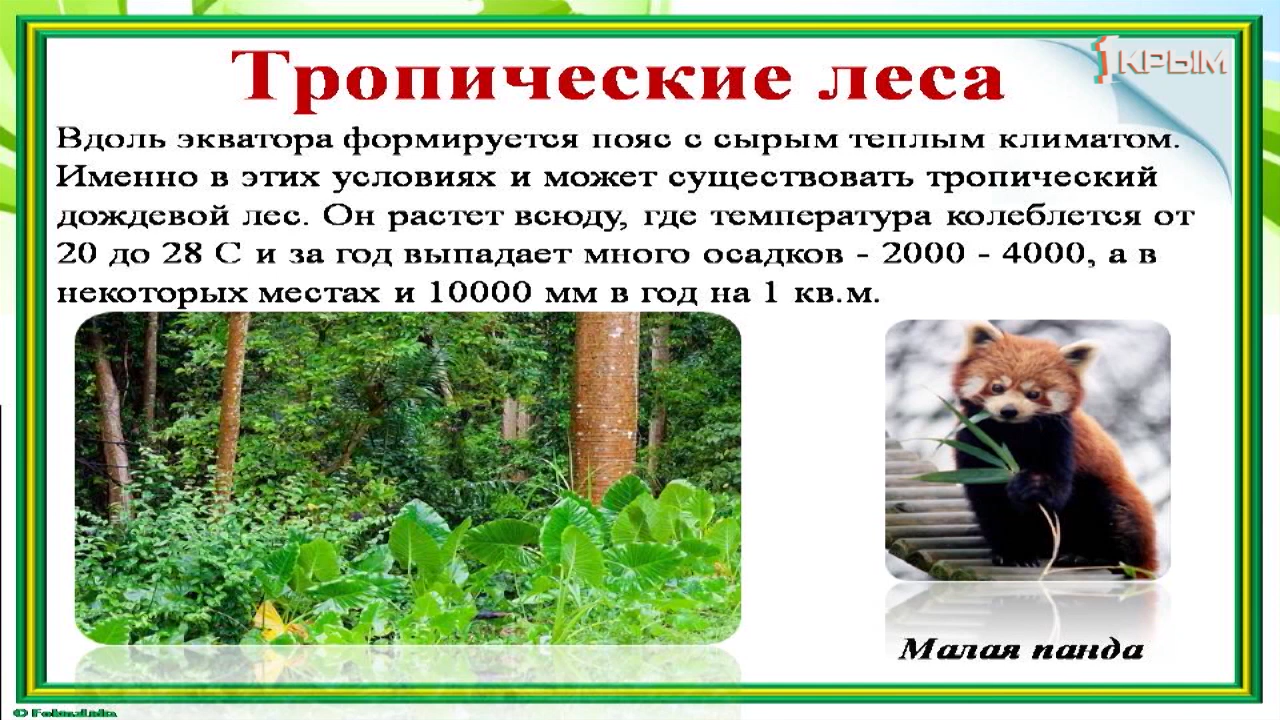 Тропические леса
1КРЫМ
Вдоль экватора формируется пояс с сырым теплым климатом.
Именно в этих условиях и может существовать тропический
дождевой лес. Он растет всюду, где температура колеблется от
20 до 28 С и за год выпадает много осадков - 2000 - 4000, а в
некоторых местах и 10000 мм в год на 1 кв.м.
Малая панда